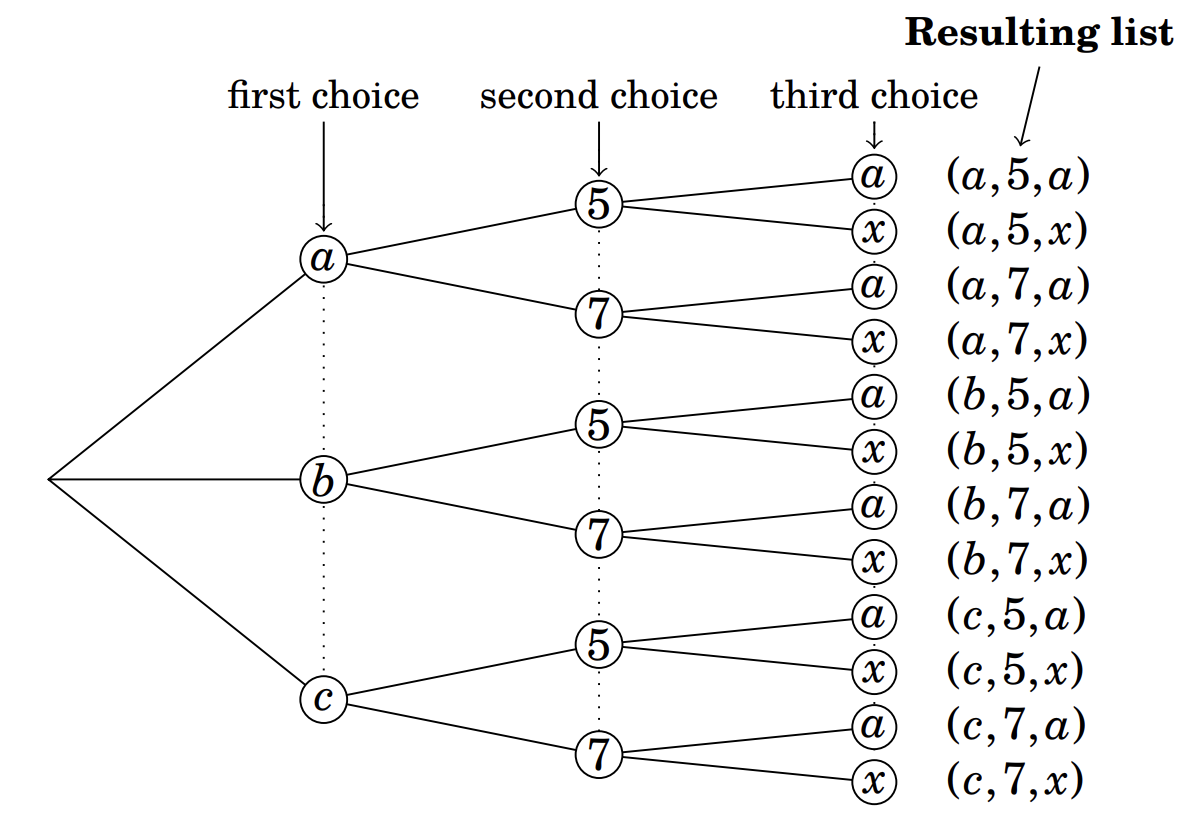 Resulting list
first choice second choice third choice
a (a,5,a)
5
x (a,5,x)
a
a (a,7,a)
7
x (a,7,x)
a (b,5,a)
5
x (b,5,x)
b
a (b,7,a)
7
x (b,7,x)
a (c,5,a)
5
x (c,5,x)
c
a (c,7,a)
7
x (c,7,x)